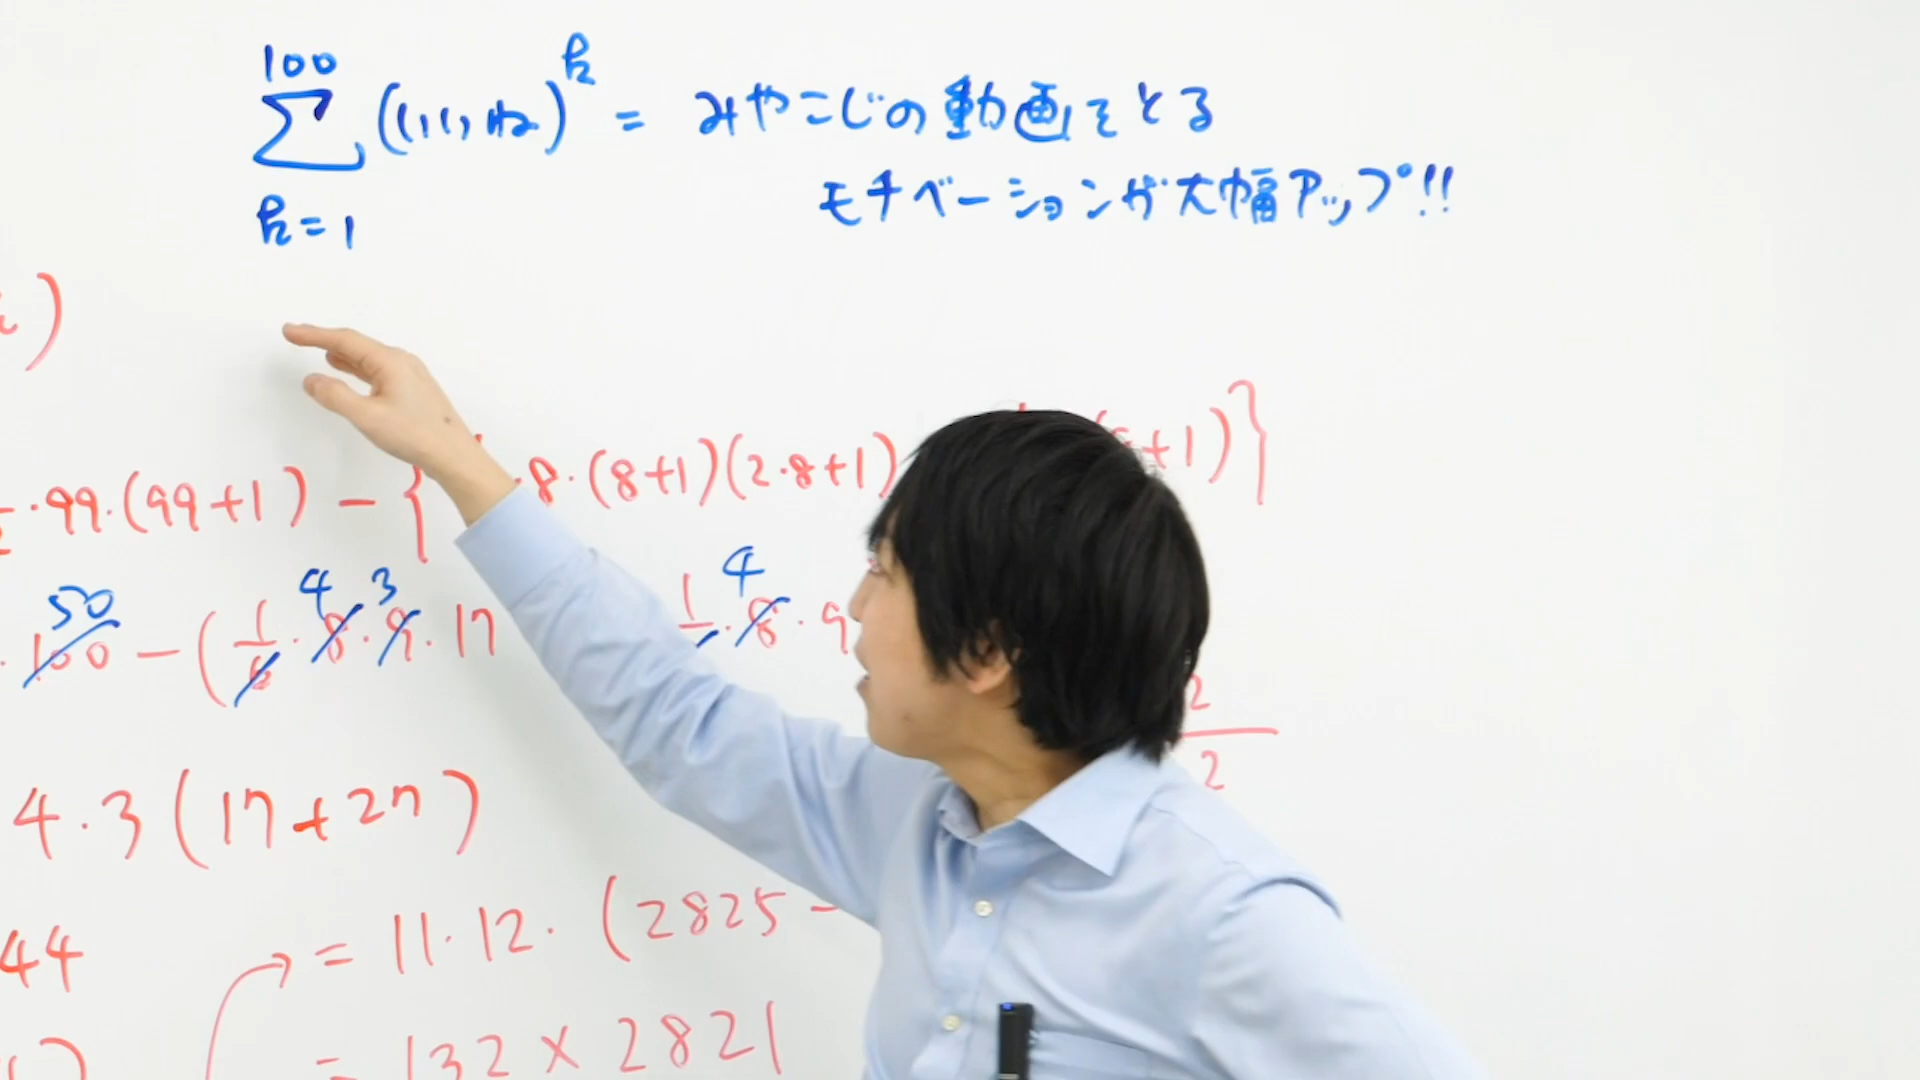 100
∑ (いいね)^k = みやこじの動画をとる
k=1
モチベーションが大幅アップ!!
)
·99·(99+1) - {
·8·(8+1)(2·8+1)
+1)}
50
·100 - (1/6·8·9·17
4 3
1
4
·8·9
2
2
4·3(17+27)
44
= 11·12·(2825 -
= 132×2821